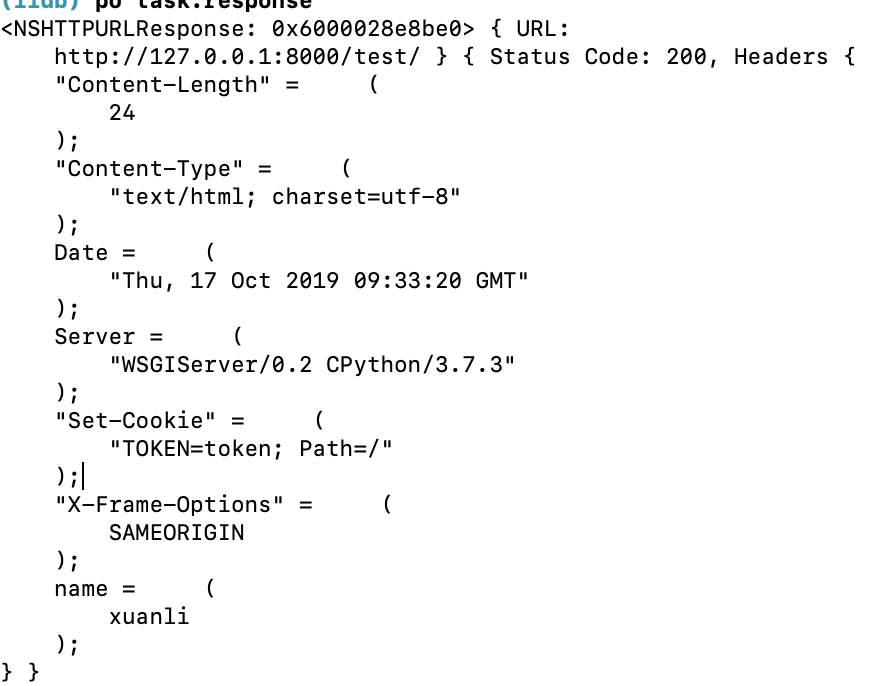 (lldb) po task.response
<NSHTTPURLResponse: 0x6000028e8be0> { URL:
    http://127.0.0.1:8000/test/ } { Status Code: 200, Headers {
    "Content-Length" =     (
        24
    );
    "Content-Type" =     (
        "text/html; charset=utf-8"
    );
    Date =     (
        "Thu, 17 Oct 2019 09:33:20 GMT"
    );
    Server =     (
        "WSGIServer/0.2 CPython/3.7.3"
    );
    "Set-Cookie" =     (
        "TOKEN=token; Path=/"
    );
    "X-Frame-Options" =     (
        SAMEORIGIN
    );
    name =     (
        xuanli
    );
} }